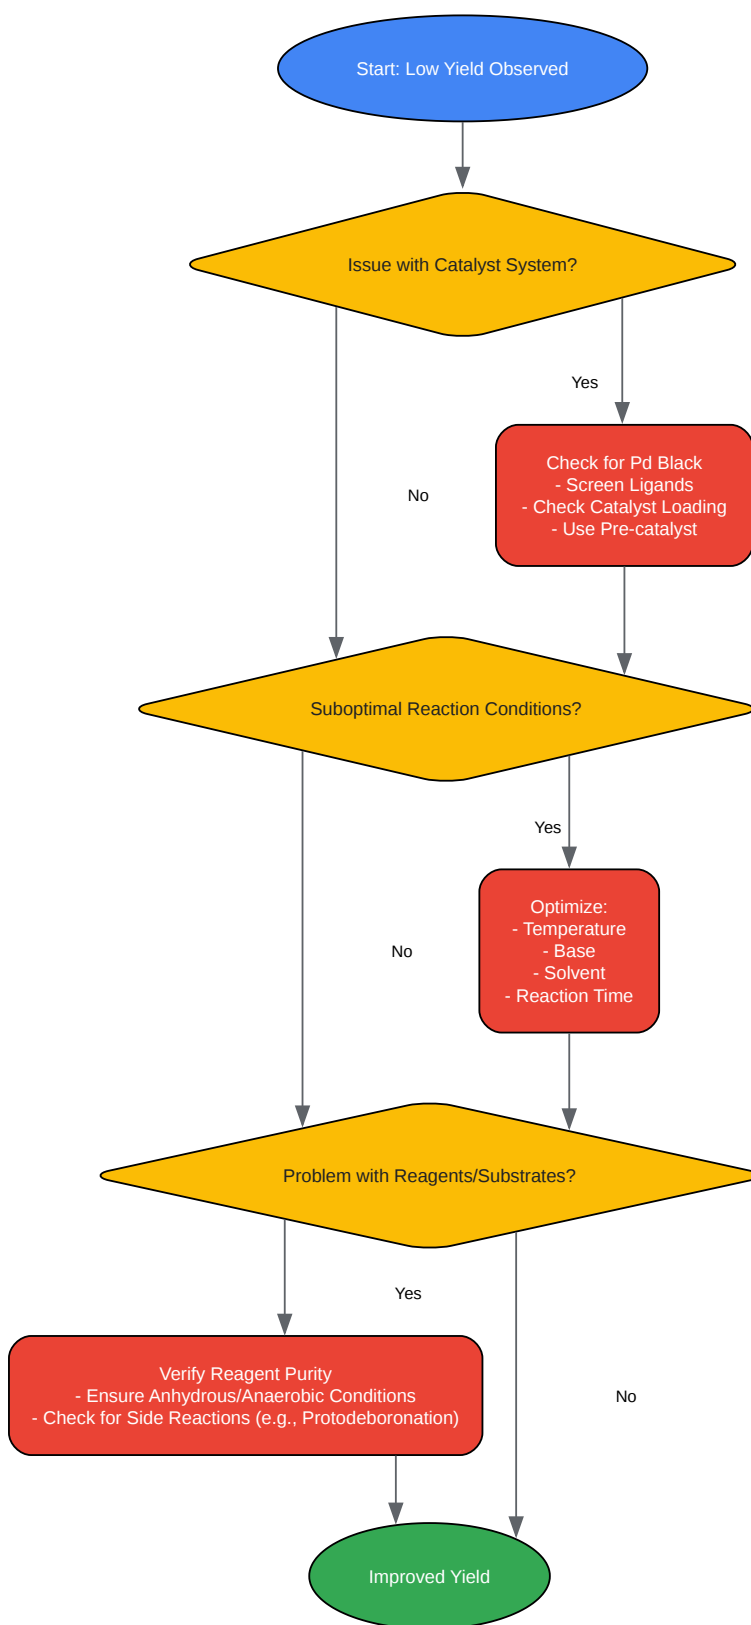 Start: Low Yield Observed
Issue with Catalyst System?
Yes
Check for Pd Black
- Screen Ligands
- Check Catalyst Loading
- Use Pre-catalyst
No
Suboptimal Reaction Conditions?
Yes
Optimize:
- Temperature
- Base
- Solvent
- Reaction Time
No
Problem with Reagents/Substrates?
Yes
Verify Reagent Purity
- Ensure Anhydrous/Anaerobic Conditions
- Check for Side Reactions (e.g., Protodeboronation)
No
Improved Yield